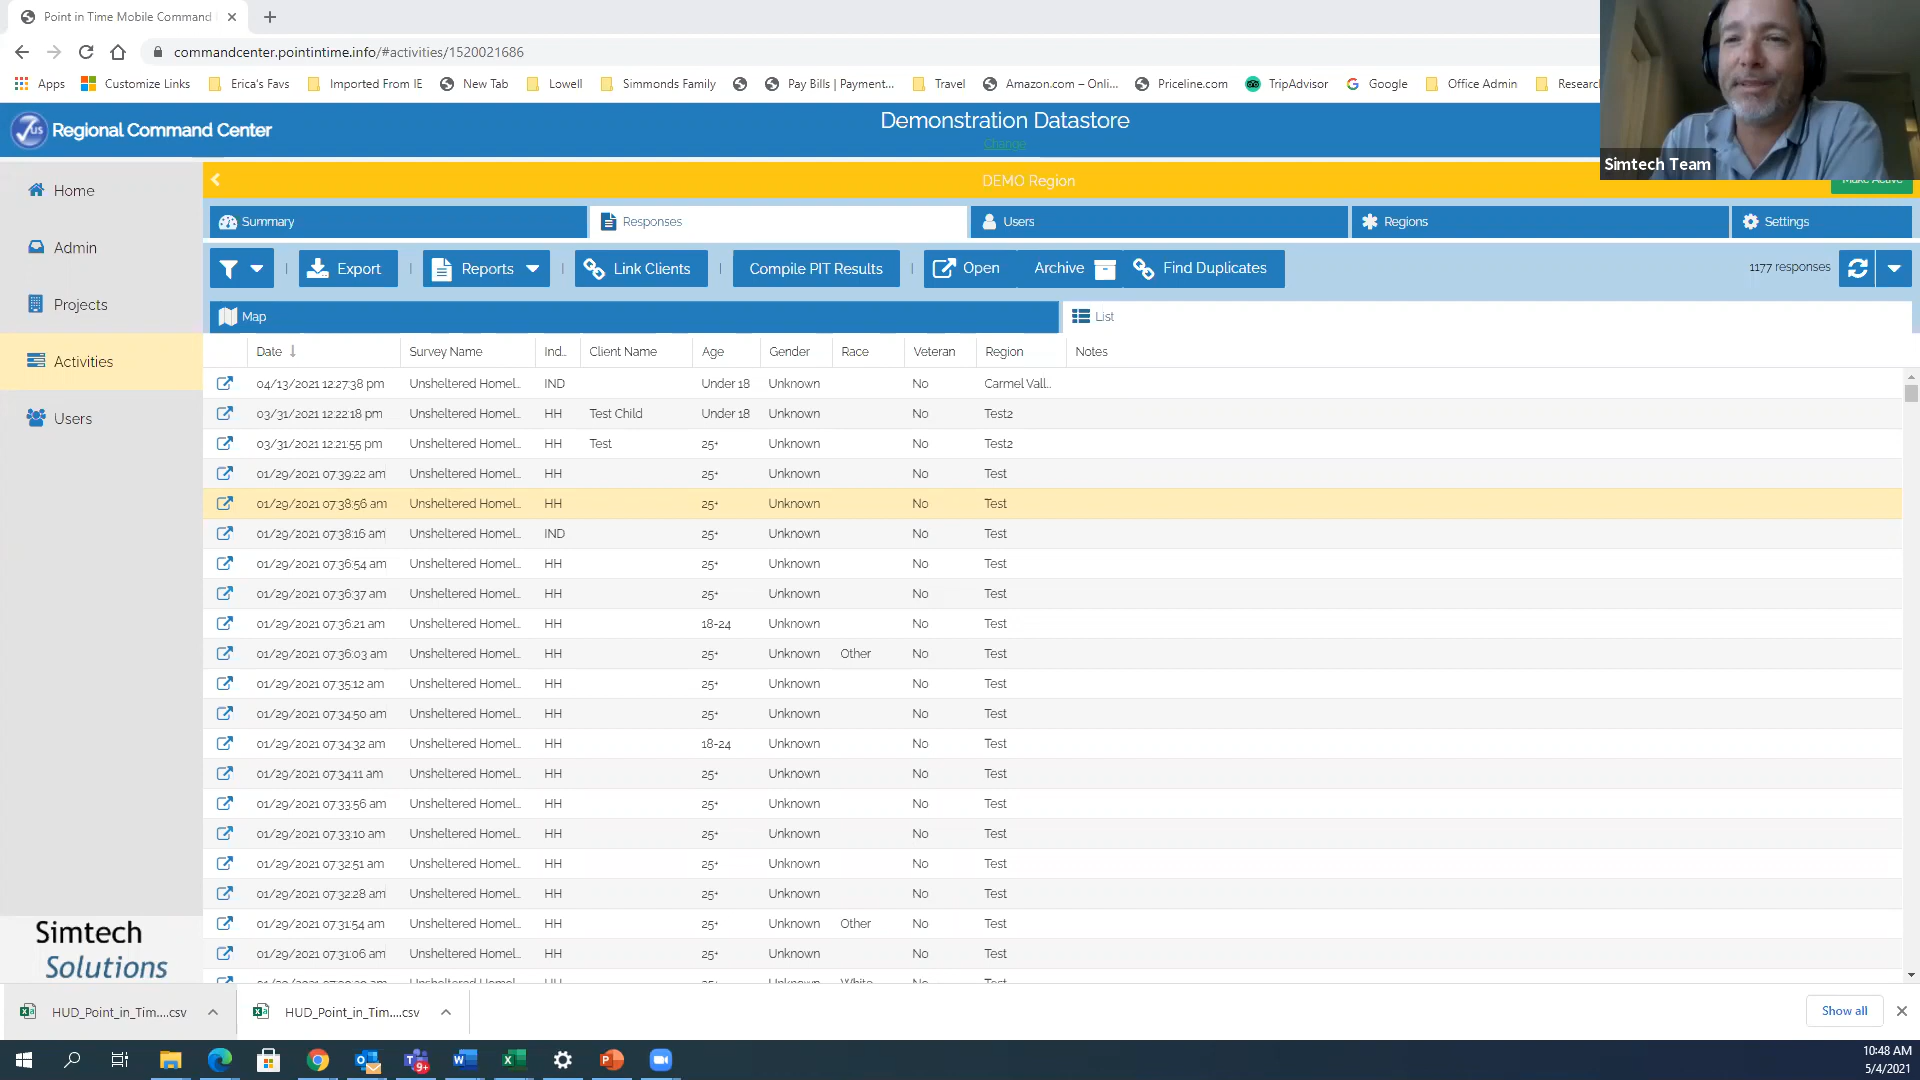 Point in Time Mobile Command
commandcenter.pointintime.info/#activities/1520021686
Apps Customize Links Erica's Favs Imported From IE New Tab Lowell Simmonds Family Pay Bills | Payment... Travel Amazon.com – Onli... Priceline.com TripAdvisor Google Office Admin Researc
Regional Command Center
Demonstration Datastore
Change
Simtech Team
DEMO Region
Make Active
Home
Admin
Projects
Activities
Users
Summary Responses Users Regions Settings
Export Reports Link Clients Compile PIT Results Open Archive Find Duplicates 1177 responses
Map List
Date Survey Name Ind... Client Name Age Gender Race Veteran Region Notes
04/13/2021 12:27:38 pm Unsheltered Homel... IND Under 18 Unknown No Carmel Vall...
03/31/2021 12:22:18 pm Unsheltered Homel... HH Test Child Under 18 Unknown No Test2
03/31/2021 12:21:55 pm Unsheltered Homel... HH Test 25+ Unknown No Test2
01/29/2021 07:39:22 am Unsheltered Homel... HH 25+ Unknown No Test
01/29/2021 07:38:56 am Unsheltered Homel... HH 25+ Unknown No Test
01/29/2021 07:38:16 am Unsheltered Homel... IND 25+ Unknown No Test
01/29/2021 07:36:54 am Unsheltered Homel... HH 25+ Unknown No Test
01/29/2021 07:36:37 am Unsheltered Homel... HH 25+ Unknown No Test
01/29/2021 07:36:21 am Unsheltered Homel... HH 18-24 Unknown No Test
01/29/2021 07:36:03 am Unsheltered Homel... HH 25+ Unknown Other No Test
01/29/2021 07:35:12 am Unsheltered Homel... HH 25+ Unknown No Test
01/29/2021 07:34:50 am Unsheltered Homel... HH 25+ Unknown No Test
01/29/2021 07:34:32 am Unsheltered Homel... HH 18-24 Unknown No Test
01/29/2021 07:34:11 am Unsheltered Homel... HH 25+ Unknown No Test
01/29/2021 07:33:56 am Unsheltered Homel... HH 25+ Unknown No Test
01/29/2021 07:33:10 am Unsheltered Homel... HH 25+ Unknown No Test
01/29/2021 07:32:51 am Unsheltered Homel... HH 25+ Unknown No Test
01/29/2021 07:32:28 am Unsheltered Homel... HH 25+ Unknown No Test
01/29/2021 07:31:54 am Unsheltered Homel... HH 25+ Unknown Other No Test
01/29/2021 07:31:06 am Unsheltered Homel... HH 25+ Unknown No Test
Simtech
Solutions
HUD_Point_in_Tim....csv HUD_Point_in_Tim....csv Show all
9+
10:48 AM
5/4/2021